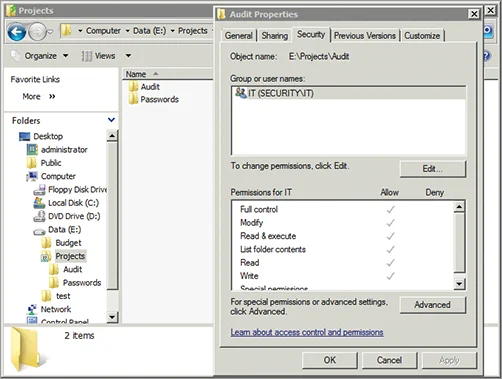 Projects
Computer
Data (E:)
Projects
Organize
Views
Favorite Links
More »
Folders
Desktop
administrator
Public
Computer
Floppy Disk Drive
Local Disk (C:)
DVD Drive (D:)
Data (E:)
Budget
Projects
Audit
Passwords
test
Network
Control Panel
Name
Audit
Passwords
2 items
Audit Properties
General
Sharing
Security
Previous Versions
Customize
Object name: E:\Projects\Audit
Group or user names:
IT (SECURITY\IT)
To change permissions, click Edit.
Edit...
Permissions for IT Allow Deny
Full control
Modify
Read & execute
List folder contents
Read
Write
Special permissions
For special permissions or advanced settings,
click Advanced.
Advanced
Learn about access control and permissions
OK
Cancel
Apply